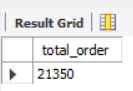 Result Grid
total_order
21350